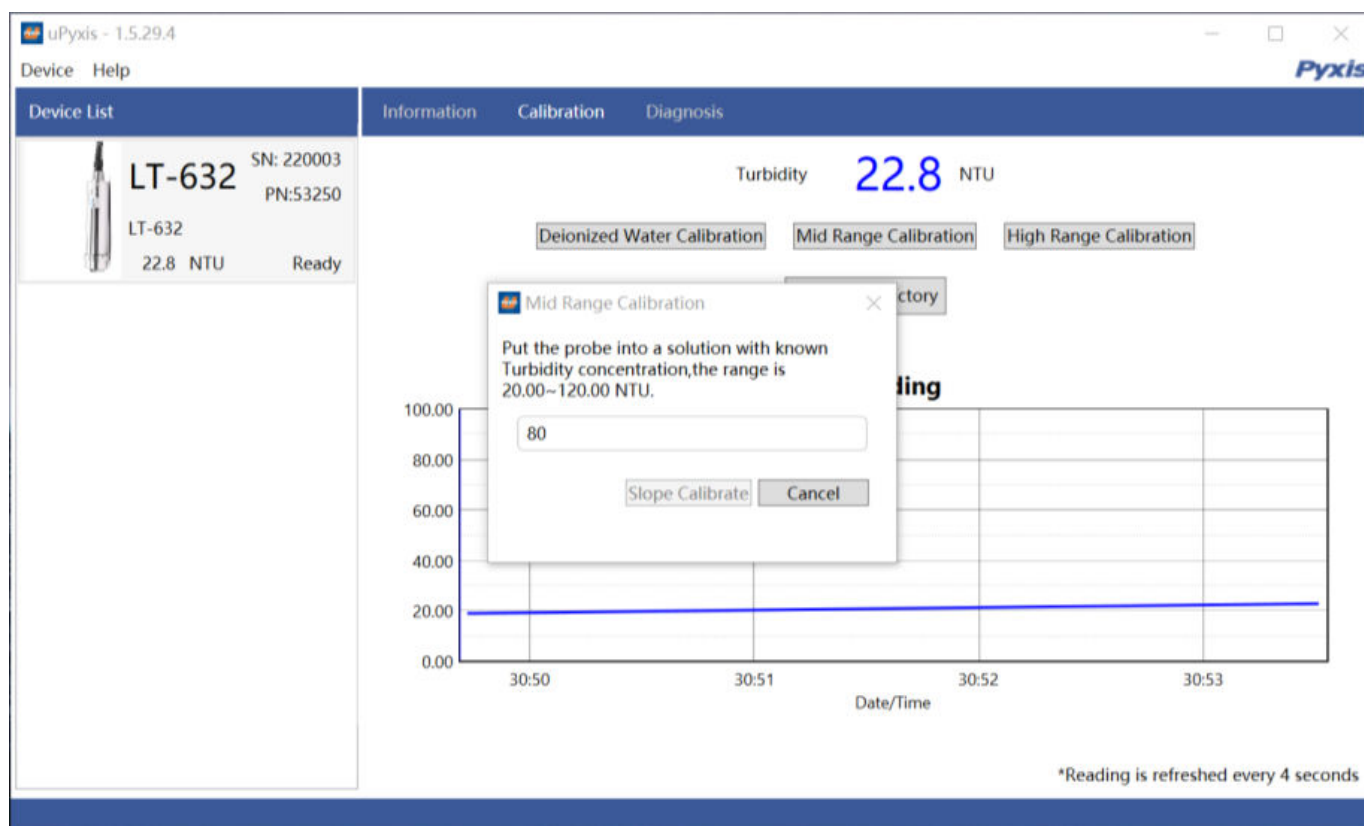 uPyxis - 1.5.29.4
Device Help
Pyxis
Device List
Information Calibration Diagnosis
LT-632
SN: 220003
PN:53250
LT-632
22.8 NTU Ready
Turbidity 22.8 NTU
Deionized Water Calibration Mid Range Calibration High Range Calibration
ctory
Mid Range Calibration
Put the probe into a solution with known
Turbidity concentration,the range is
20.00~120.00 NTU.
80
Slope Calibrate Cancel
ding
100.00
80.00
60.00
40.00
20.00
0.00
30:50 30:51 30:52 30:53
Date/Time
*Reading is refreshed every 4 seconds